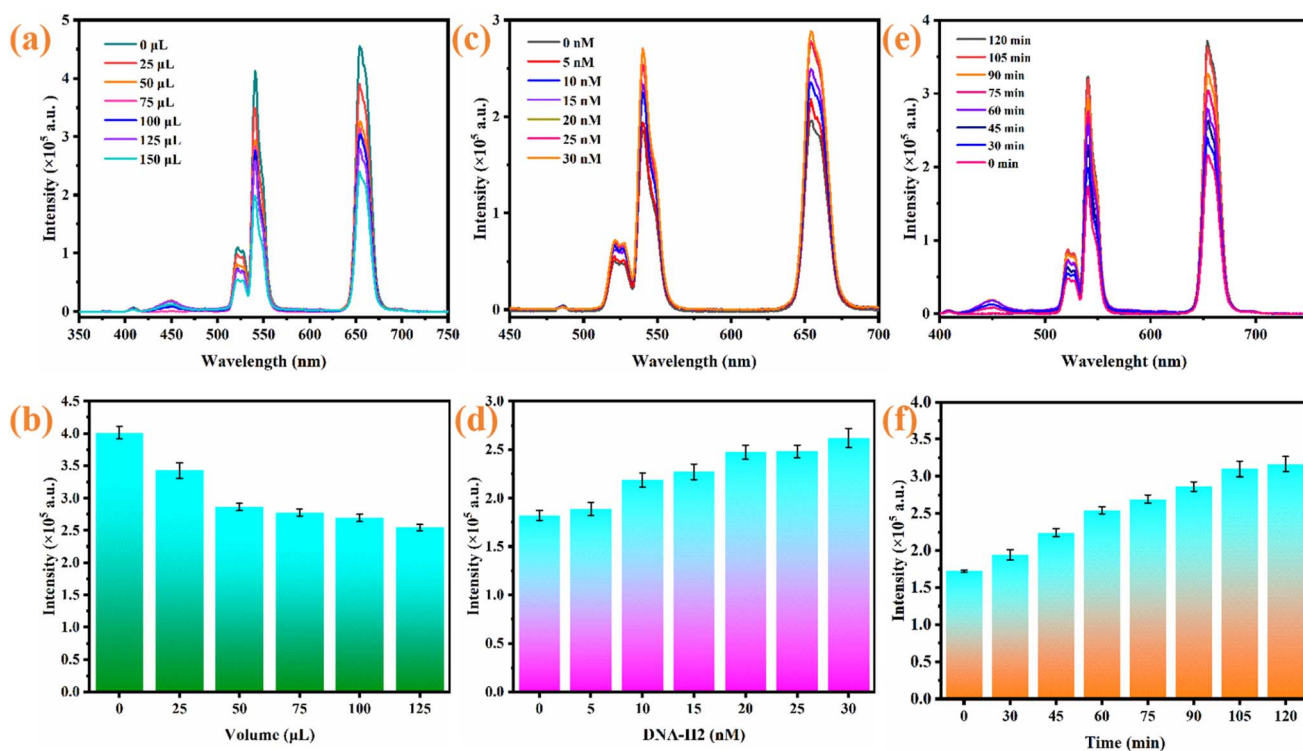 (a)
Intensity (×10⁵ a.u.)
5
4
3
2
1
0
0 μL
25 μL
50 μL
75 μL
100 μL
125 μL
150 μL
350 400 450 500 550 600 650 700 750
Wavelength (nm)
(c)
Intensity (×10⁵ a.u.)
3
2
1
0
0 nM
5 nM
10 nM
15 nM
20 nM
25 nM
30 nM
450 500 550 600 650 700
Wavelength (nm)
(e)
Intensity (×10⁵ a.u.)
4
3
2
1
0
120 min
105 min
90 min
75 min
60 min
45 min
30 min
0 min
400 500 600 700
Wavelenght (nm)
(b)
Intensity (×10⁵ a.u.)
4.5
4.0
3.5
3.0
2.5
2.0
1.5
1.0
0.5
0.0
0 25 50 75 100 125
Volume (μL)
(d)
Intensity (×10⁵ a.u.)
3.0
2.5
2.0
1.5
1.0
0.5
0.0
0 5 10 15 20 25 30
DNA-H2 (nM)
(f)
Intensity (×10⁵ a.u.)
4.0
3.5
3.0
2.5
2.0
1.5
1.0
0.5
0.0
0 30 45 60 75 90 105 120
Time (min)